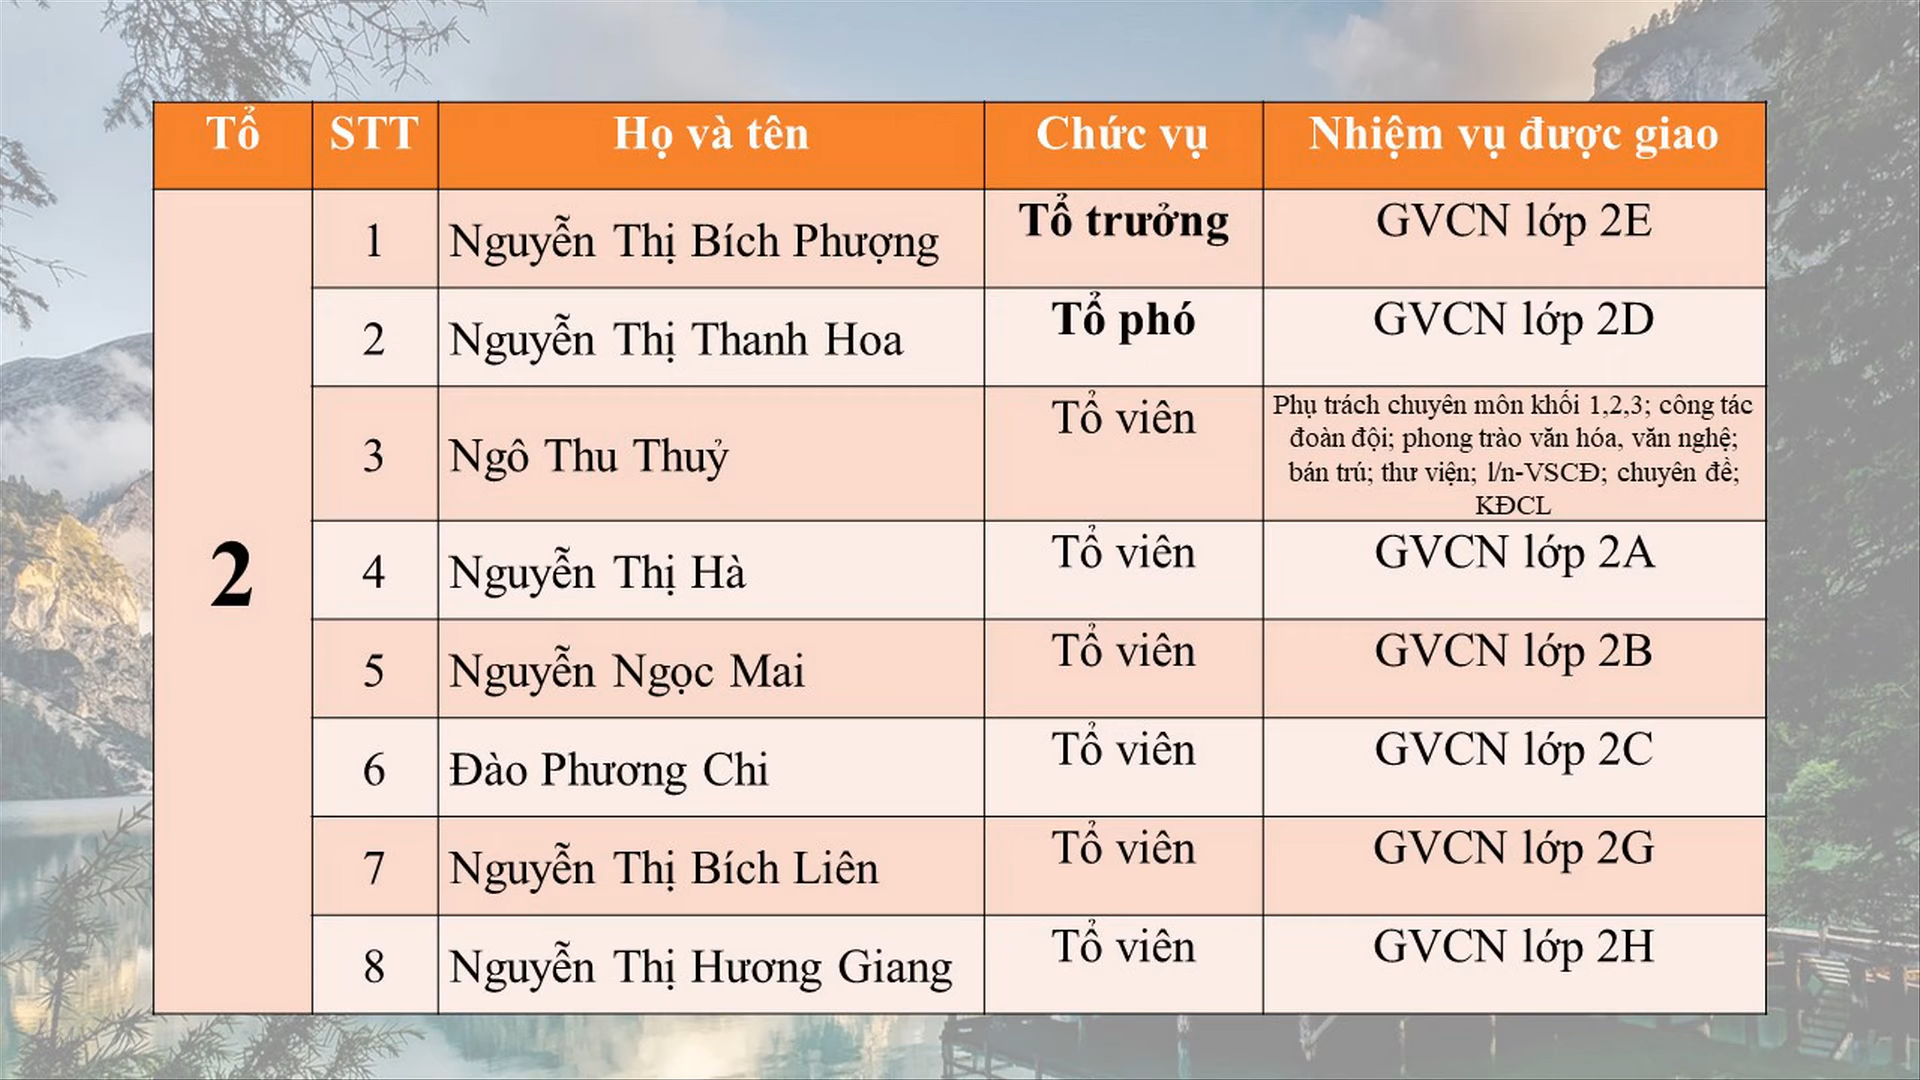 Tổ STT Họ và tên Chức vụ Nhiệm vụ được giao
2
1 Nguyễn Thị Bích Phượng Tổ trưởng GVCN lớp 2E
2 Nguyễn Thị Thanh Hoa Tổ phó GVCN lớp 2D
3 Ngô Thu Thuỷ Tổ viên Phụ trách chuyên môn khối 1,2,3; công tác
đoàn đội; phong trào văn hóa, văn nghệ;
bán trú; thư viện; l/n-VSCĐ; chuyên đề;
KĐCL
4 Nguyễn Thị Hà Tổ viên GVCN lớp 2A
5 Nguyễn Ngọc Mai Tổ viên GVCN lớp 2B
6 Đào Phương Chi Tổ viên GVCN lớp 2C
7 Nguyễn Thị Bích Liên Tổ viên GVCN lớp 2G
8 Nguyễn Thị Hương Giang Tổ viên GVCN lớp 2H